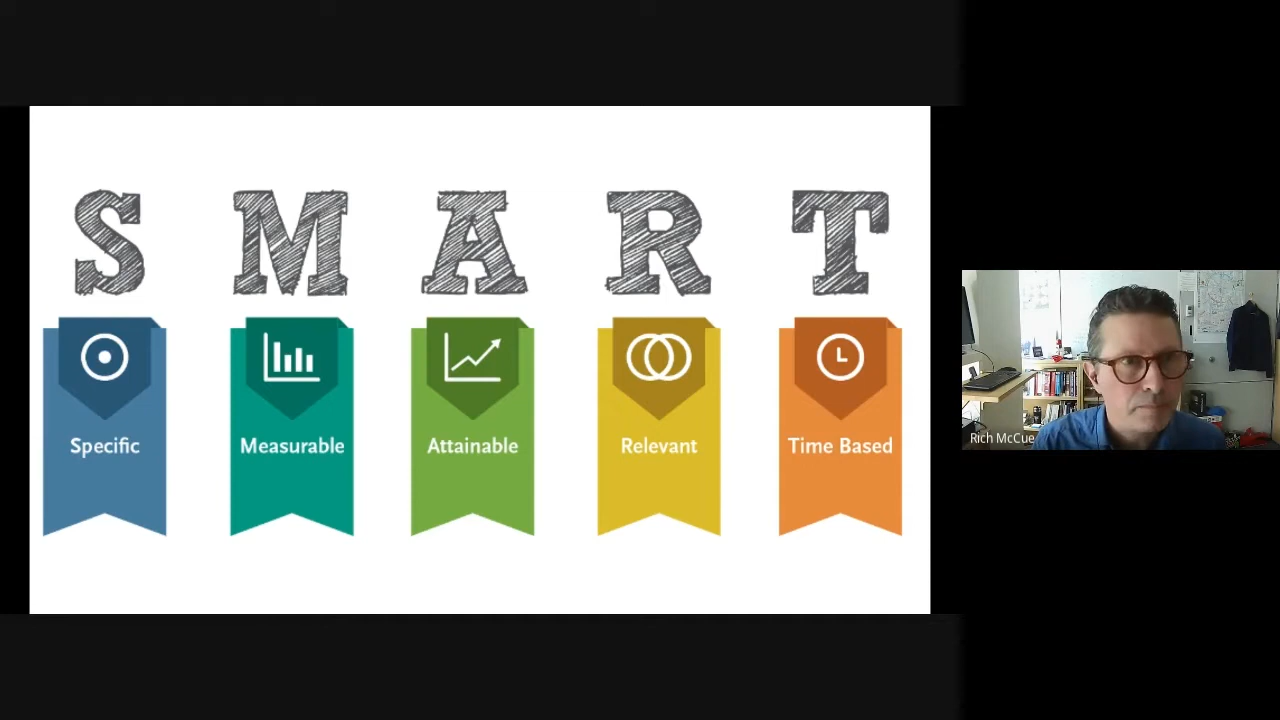 S M A R T
Specific
Measurable
Attainable
Relevant
Time Based
Rich McCue